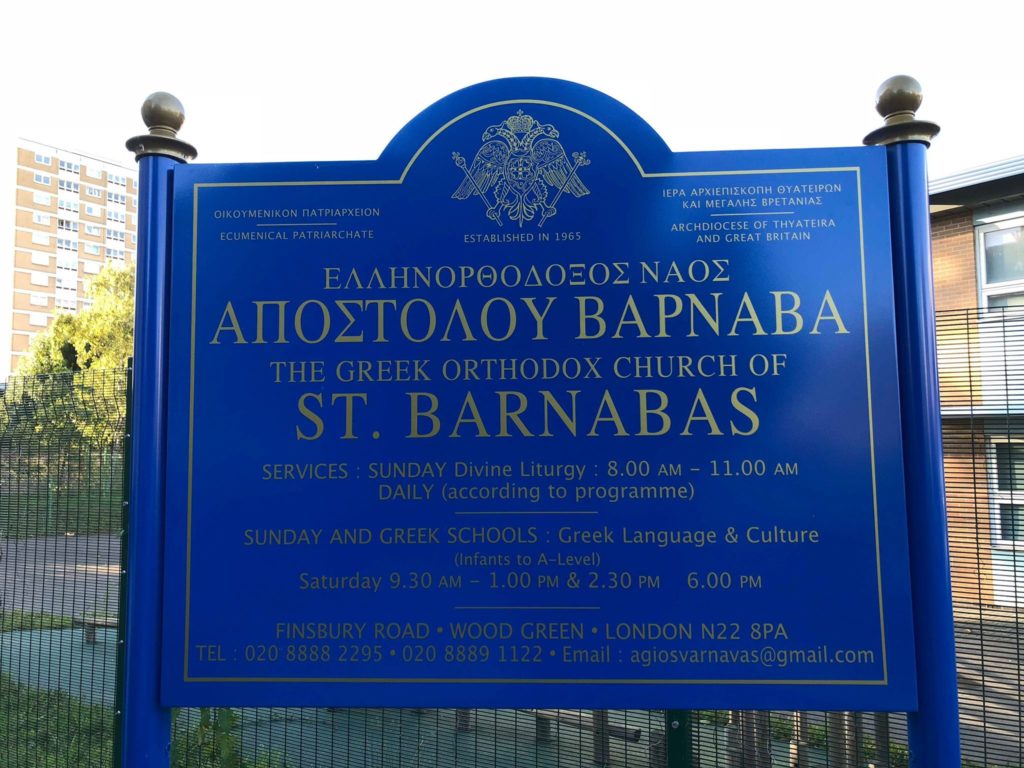 ΟΙΚΟΥΜΕΝΙΚΟΝ ΠΑΤΡΙΑΡΧΕΙΟΝ
ECUMENICAL PATRIARCHATE
ESTABLISHED IN 1965
ΙΕΡΑ ΑΡΧΙΕΠΙΣΚΟΠΗ ΘΥΑΤΕΙΡΩΝ
ΚΑΙ ΜΕΓΑΛΗΣ ΒΡΕΤΑΝΙΑΣ
ARCHDIOCESE OF THYATEIRA
AND GREAT BRITAIN
ΕΛΛΗΝΟΡΘΟΔΟΞΟΣ ΝΑΟΣ
ΑΠΟΣΤΟΛΟΥ ΒΑΡΝΑΒΑ
THE GREEK ORTHODOX CHURCH OF
ST. BARNABAS
SERVICES : SUNDAY Divine Liturgy : 8.00 AM – 11.00 AM
DAILY (according to programme)
SUNDAY AND GREEK SCHOOLS : Greek Language & Culture
(Infants to A–Level)
Saturday 9.30 AM – 1.00 PM & 2.30 PM 6.00 PM
FINSBURY ROAD • WOOD GREEN • LONDON N22 8PA
TEL : 020 8888 2295 • 020 8889 1122 • Email : agiosvarnavas@gmail.com